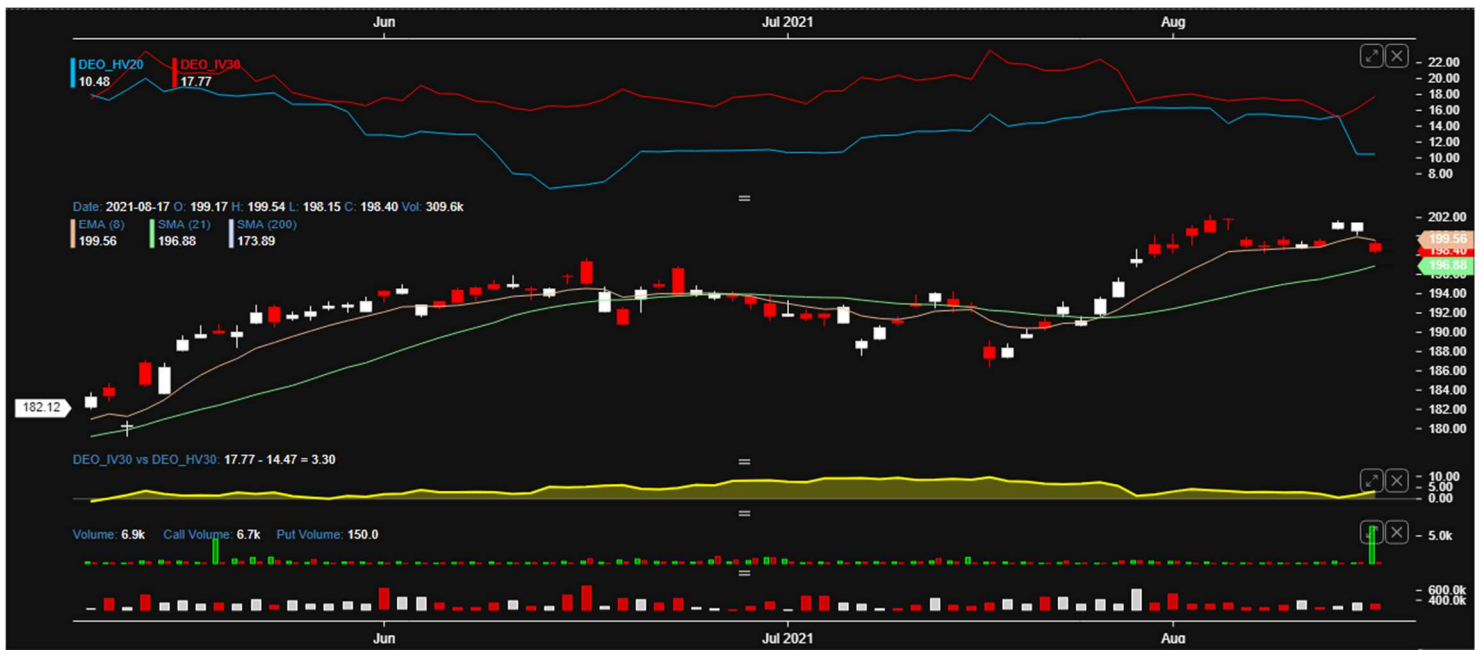 Jun Jul 2021 Aug
DEO_HV20 DEO_IV30
10.48 17.77
22.00
20.00
18.00
16.00
14.00
12.00
10.00
8.00
Date: 2021-08-17 O: 199.17 H: 199.54 L: 198.15 C: 198.40 Vol: 309.6k
EMA (8) SMA (21) SMA (200)
199.56 196.88 173.89
202.00
199.56
198.40
196.88
194.00
192.00
190.00
188.00
186.00
184.00
182.00
180.00
182.12
DEO_IV30 vs DEO_HV30: 17.77 - 14.47 = 3.30
10.00
5.00
0.00
Volume: 6.9k Call Volume: 6.7k Put Volume: 150.0
5.0k
600.0k
400.0k
Jun Jul 2021 Aug